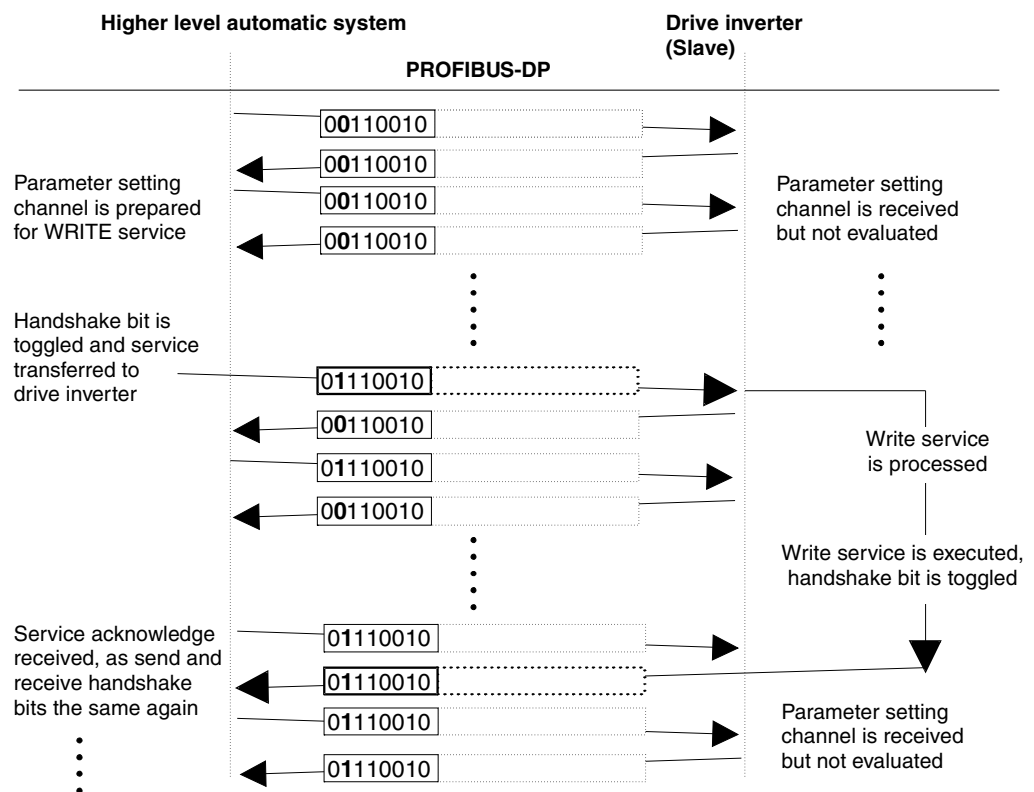 Higher level automatic system
Drive inverter
(Slave)
PROFIBUS-DP
00110010
00110010
00110010
00110010
Parameter setting
channel is prepared
for WRITE service
Parameter setting
channel is received
but not evaluated
Handshake bit is
toggled and service
transferred to
drive inverter
01110010
00110010
01110010
00110010
Write service
is processed
Write service is executed,
handshake bit is toggled
Service acknowledge
received, as send and
receive handshake
bits the same again
01110010
01110010
01110010
01110010
Parameter setting
channel is received
but not evaluated